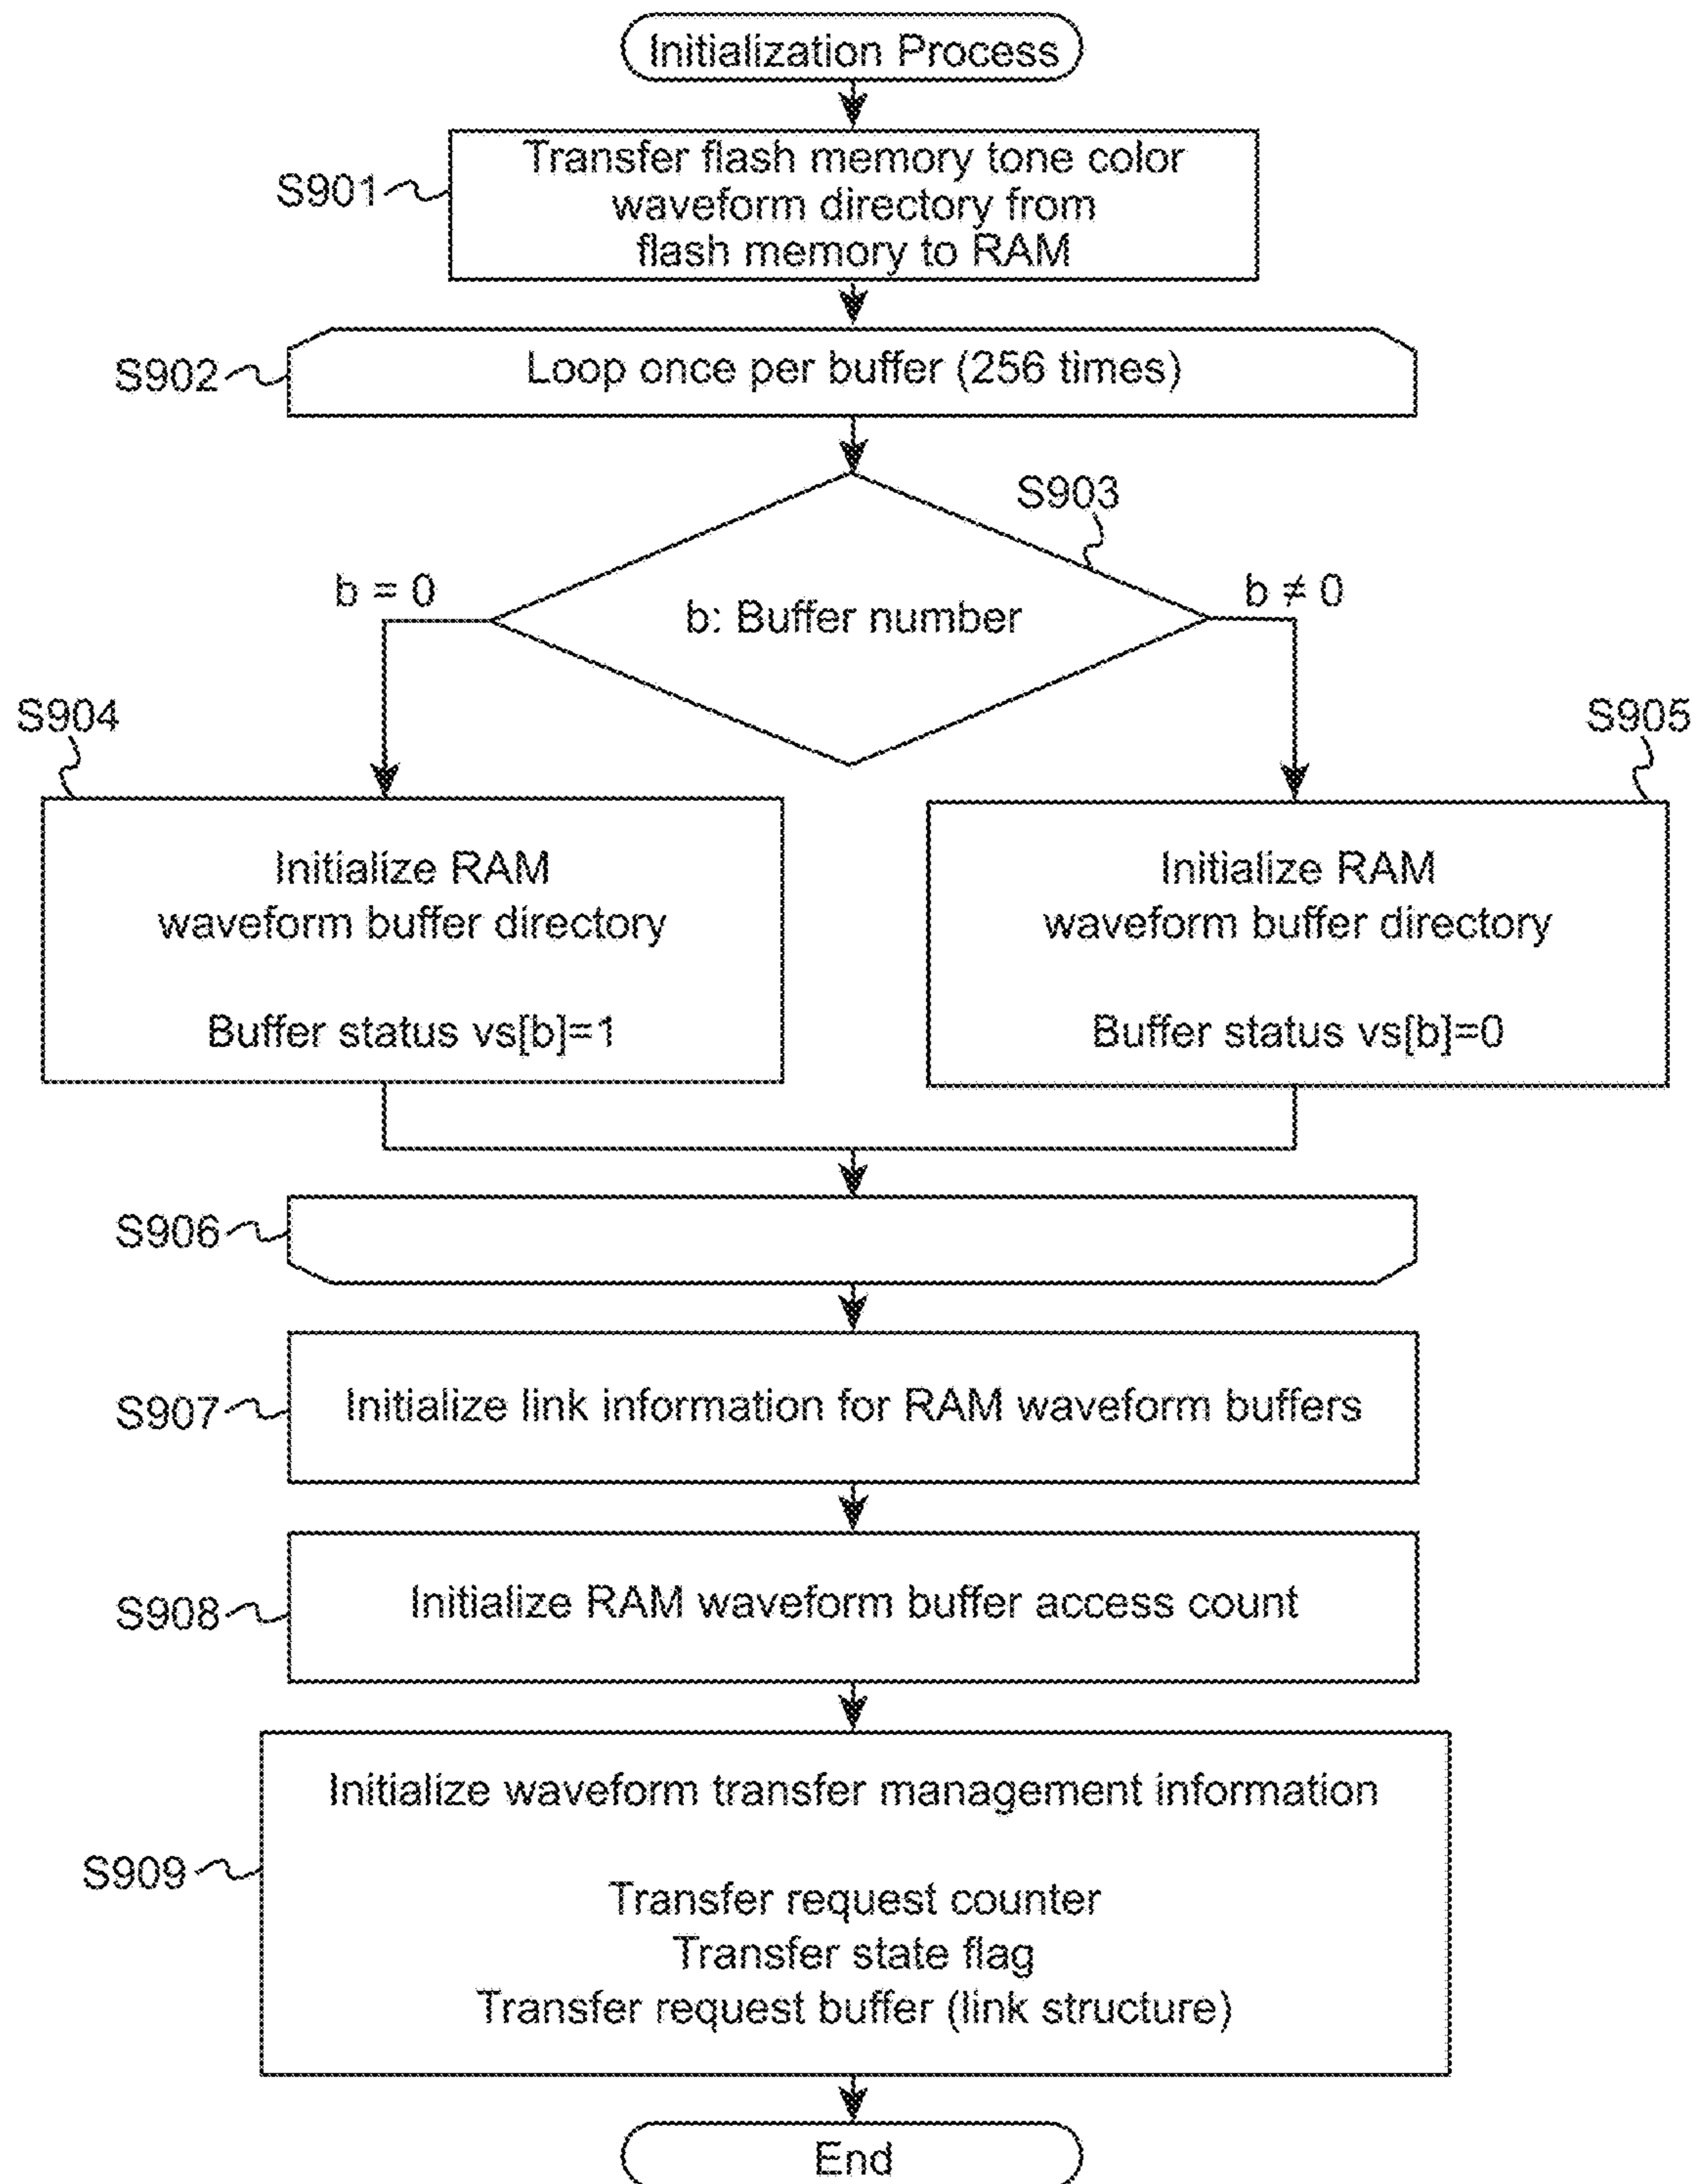 Initialization Process
S901
Transfer flash memory tone color
waveform directory from
flash memory to RAM
S902
Loop once per buffer (256 times)
S903
b = 0
b: Buffer number
b ≠ 0
S904
Initialize RAM
waveform buffer directory
Buffer status vs[b]=1
S905
Initialize RAM
waveform buffer directory
Buffer status vs[b]=0
S906
S907
Initialize link information for RAM waveform buffers
S908
Initialize RAM waveform buffer access count
S909
Initialize waveform transfer management information
Transfer request counter
Transfer state flag
Transfer request buffer (link structure)
End